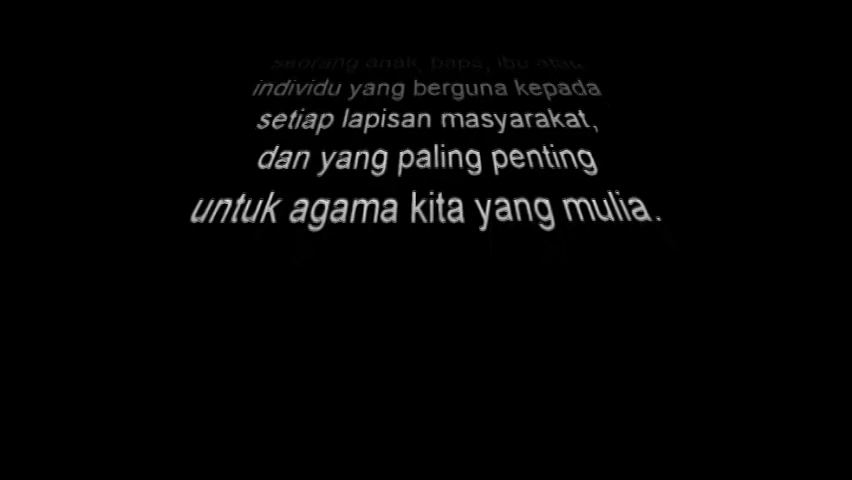 seorang anak, bapa, ibu atau
individu yang berguna kepada
setiap lapisan masyarakat,
dan yang paling penting
untuk agama kita yang mulia.